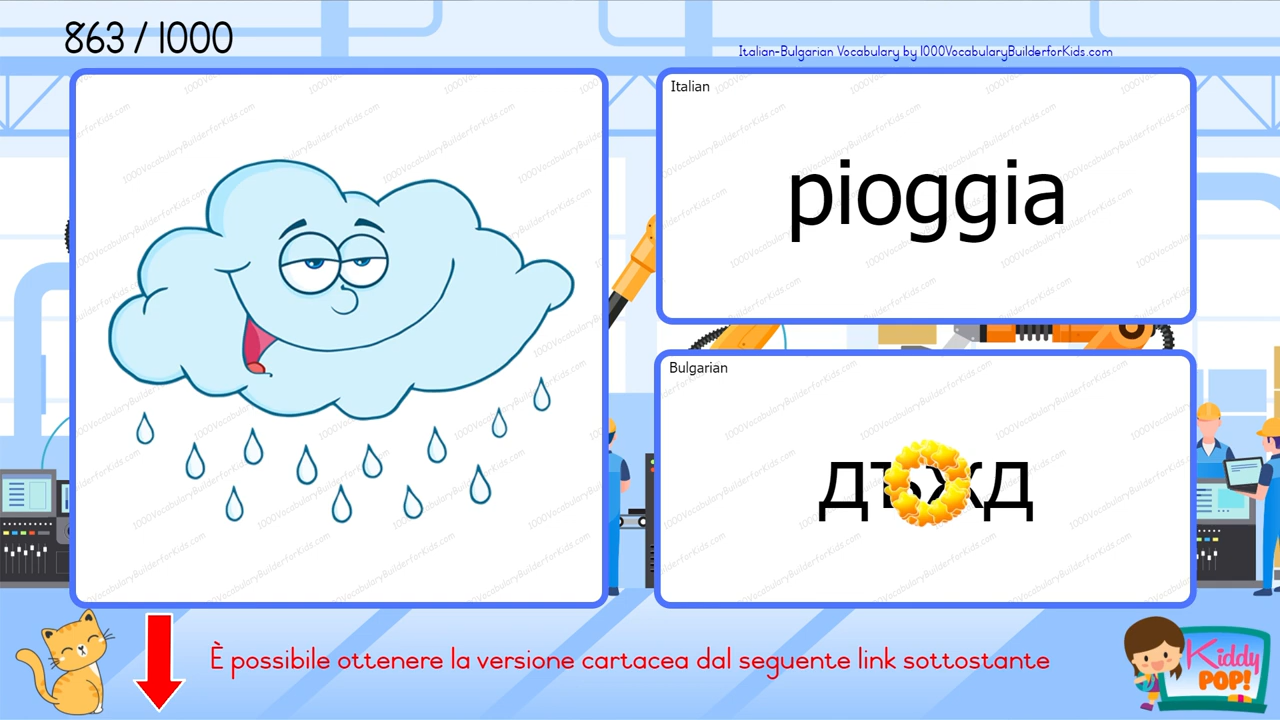 863 / 1000
Italian-Bulgarian Vocabulary by 1000VocabularyBuilderforKids.com
Italian
pioggia
Bulgarian
È possibile ottenere la versione cartacea dal seguente link sottostante
Kiddy
POP!